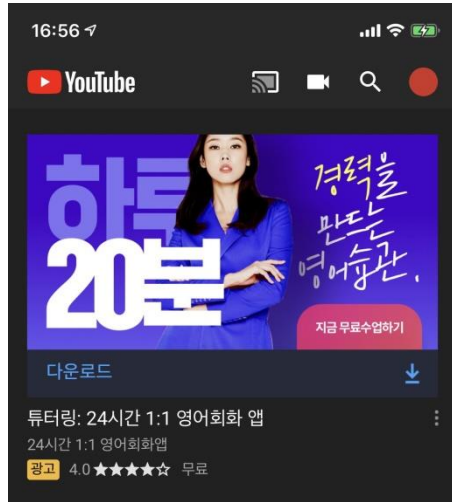 16:56
47
YouTube
하루
20분
경력을
만드는
영어습관.
지금 무료수업하기
다운로드
튜터링: 24시간 1:1 영어회화 앱
24시간 1:1 영어회화앱
광고 4.0 ★★★★☆ 무료